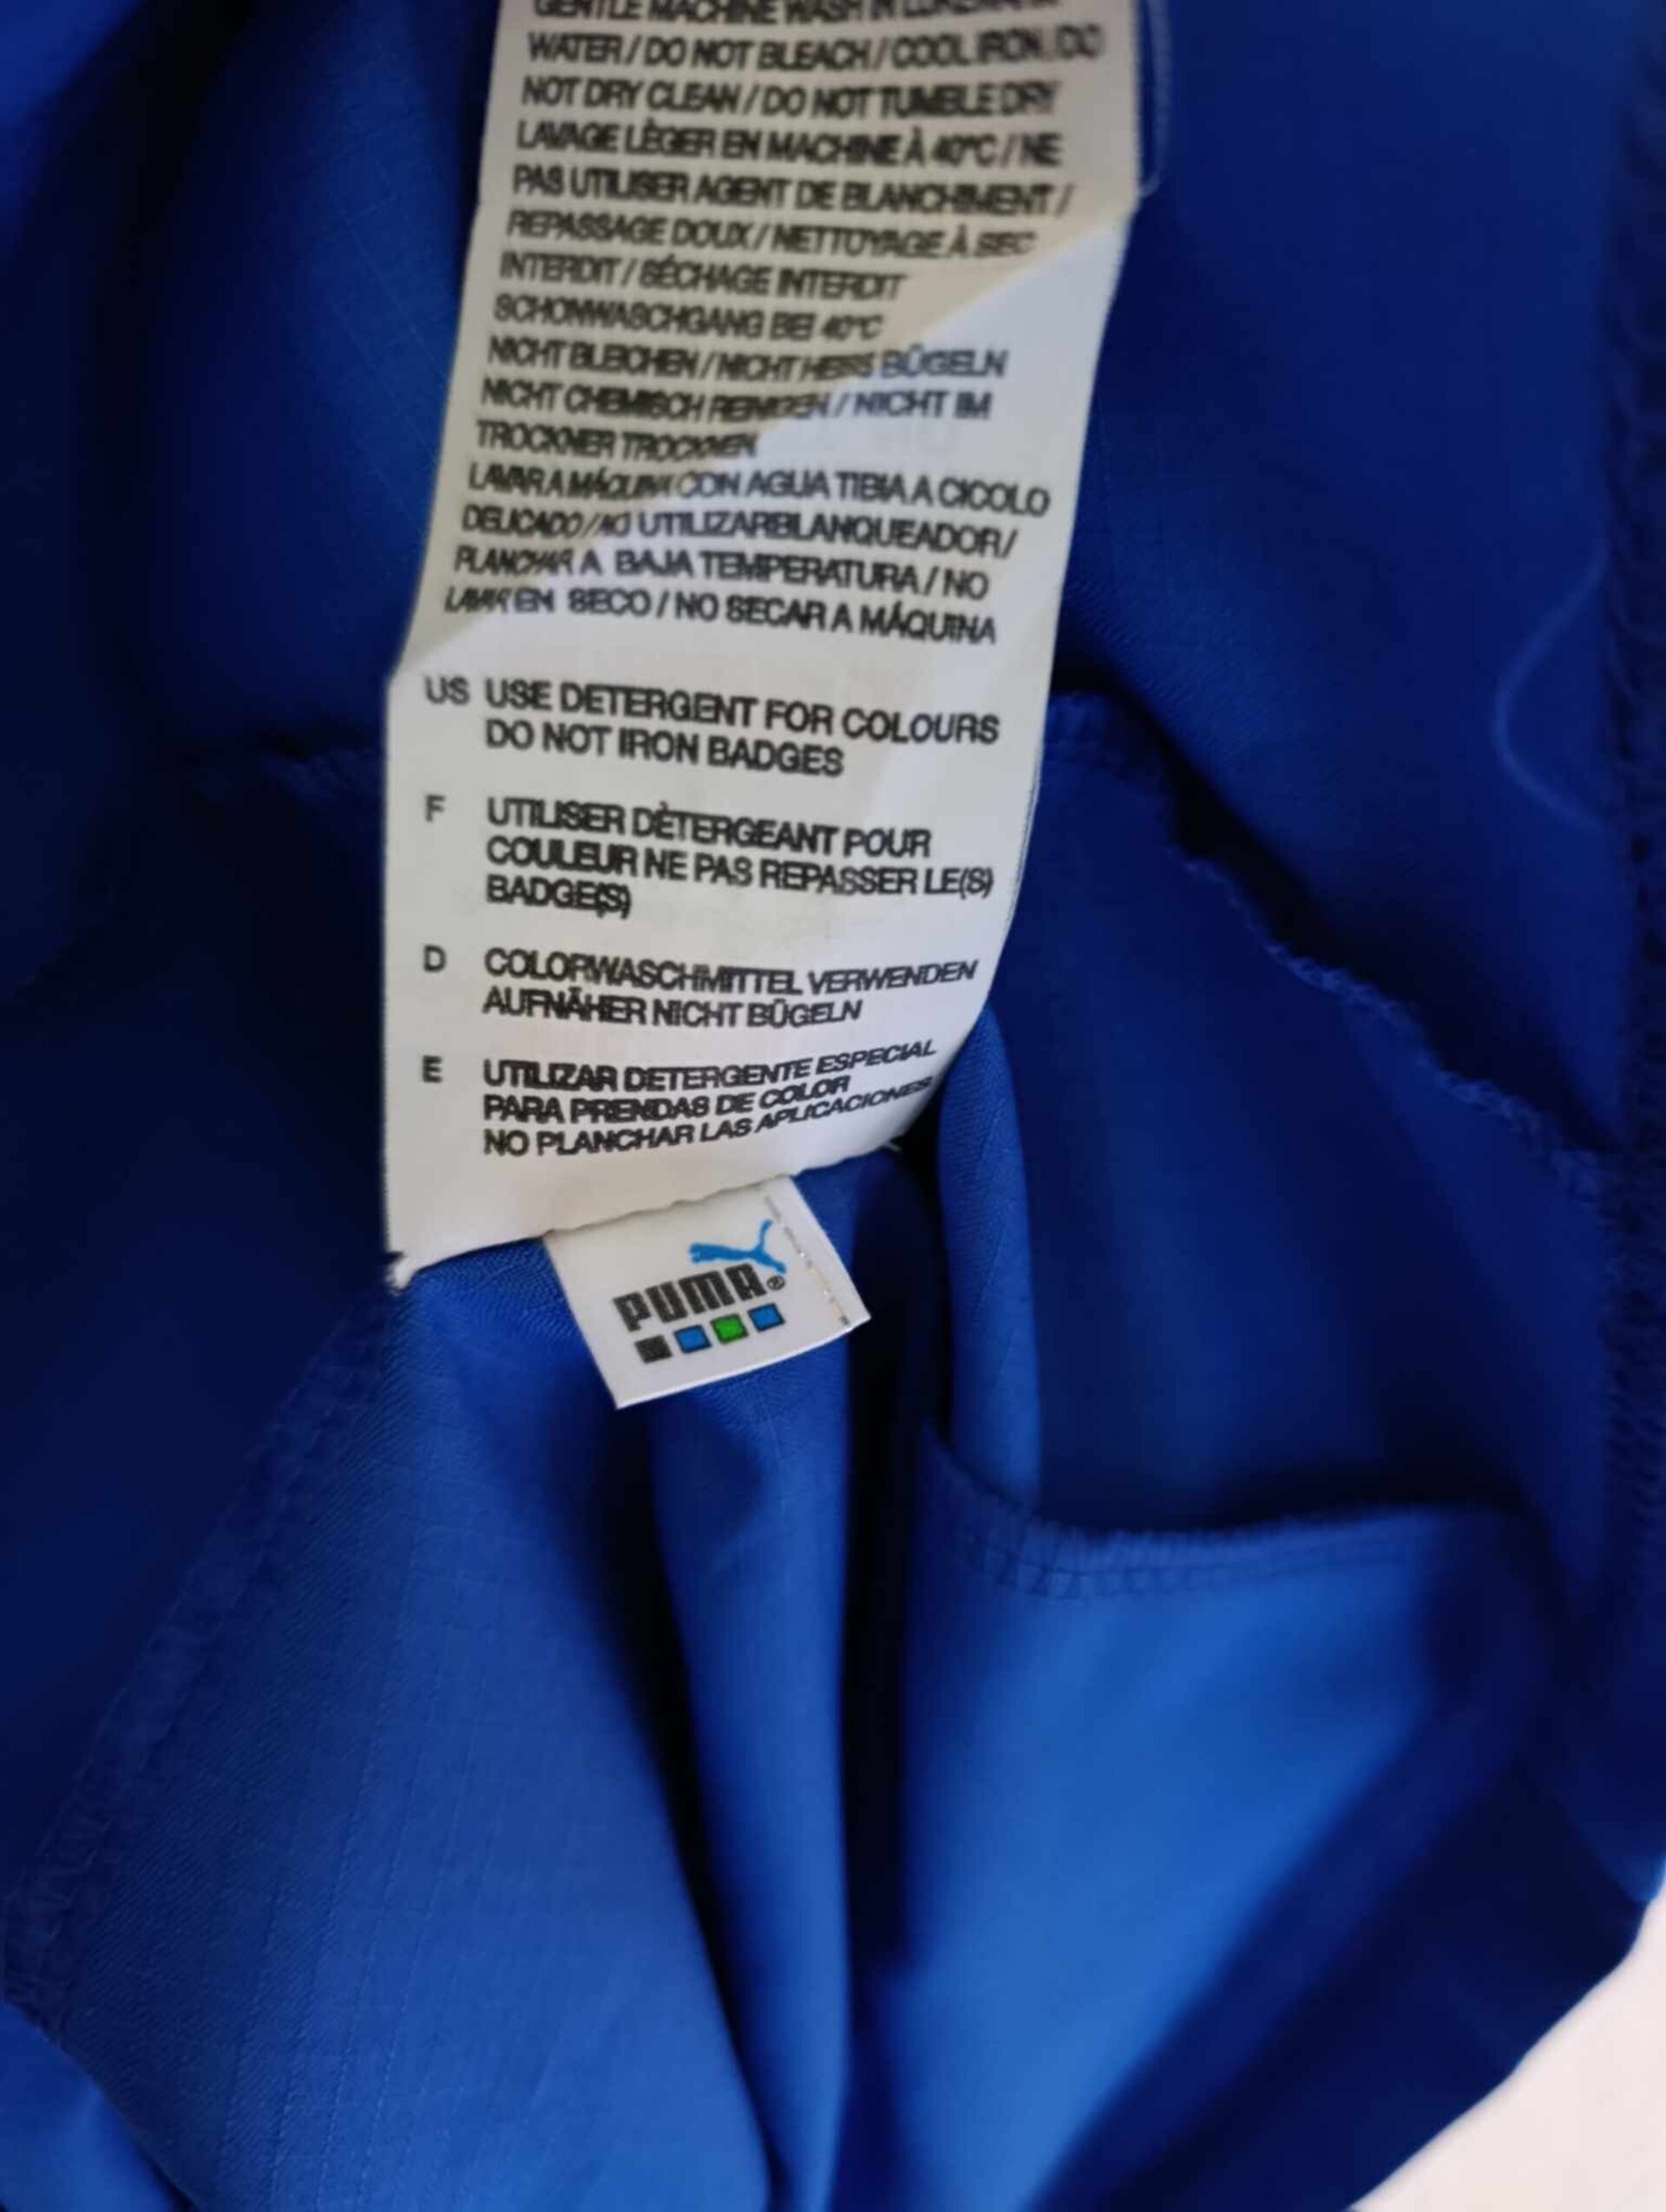 GENTLE MACHINE WASH IN
WATER / DO NOT BLEACH / COOL IRON / DO
NOT DRY CLEAN / DO NOT TUMBLE DRY
LAVAGE LÈGER EN MACHINE À 40°C / NE
PAS UTILISER AGENT DE BLANCHIMENT /
REPASSAGE DOUX / NETTOYAGE À SEC
INTERDIT / SÉCHAGE INTERDIT
SCHONWASCHGANG BEI 40°C
NICHT BLEICHEN / NICHT HEISS BÜGELN
NICHT CHEMISCH REINIGEN / NICHT IM
TROCKNER TROCKNEN
LAVAR A MÁQUINA CON AGUA TIBIA A CICOLO
DELICADO / NO UTILIZARBLANQUEADOR /
PLANCHAR A BAJA TEMPERATURA / NO
LAVAR EN SECO / NO SECAR A MÁQUINA
US USE DETERGENT FOR COLOURS
DO NOT IRON BADGES
F UTILISER DÈTERGEANT POUR
COULEUR NE PAS REPASSER LE(S)
BADGE(S)
D COLORWASCHMITTEL VERWENDEN
AUFNÄHER NICHT BÜGELN
E UTILIZAR DETERGENTE ESPECIAL
PARA PRENDAS DE COLOR
NO PLANCHAR LAS APLICACIONES
PUMA®